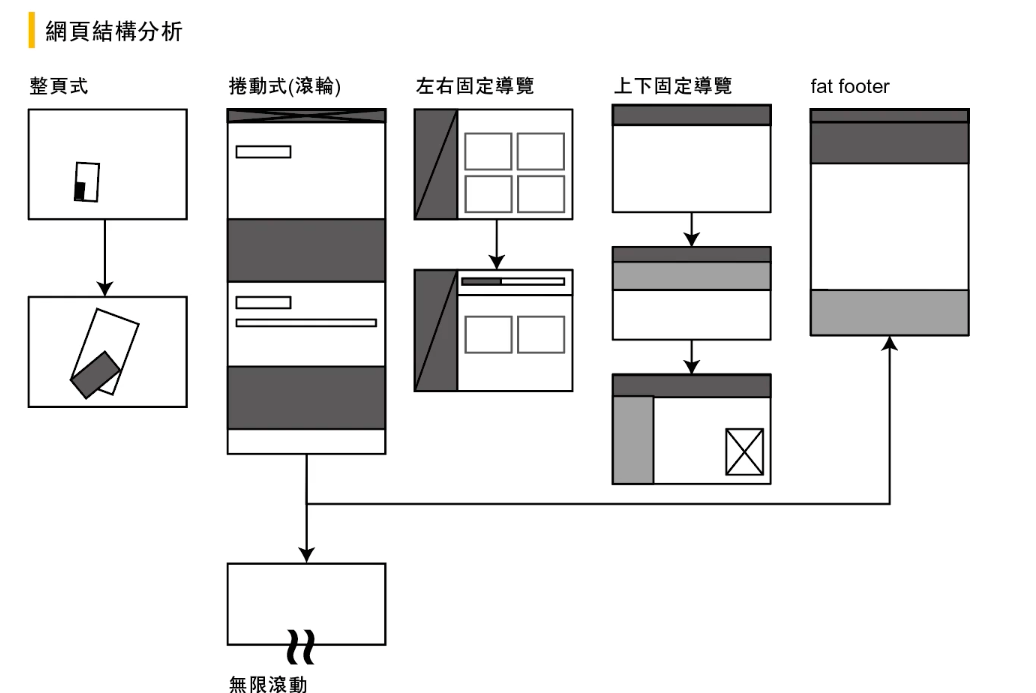 網頁結構分析
整頁式
捲動式(滾輪)
左右固定導覽
上下固定導覽
fat footer
無限滾動